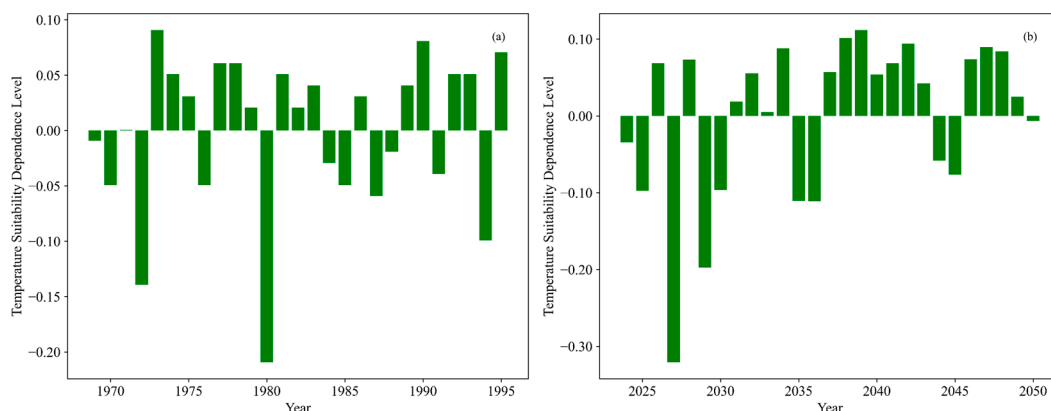 (a)
Temperature Suitability Dependence Level
0.10
0.05
0.00
−0.05
−0.10
−0.15
−0.20
1970 1975 1980 1985 1990 1995
Year
(b)
Temperature Suitability Dependence Level
0.10
0.00
−0.10
−0.20
−0.30
2025 2030 2035 2040 2045 2050
Year